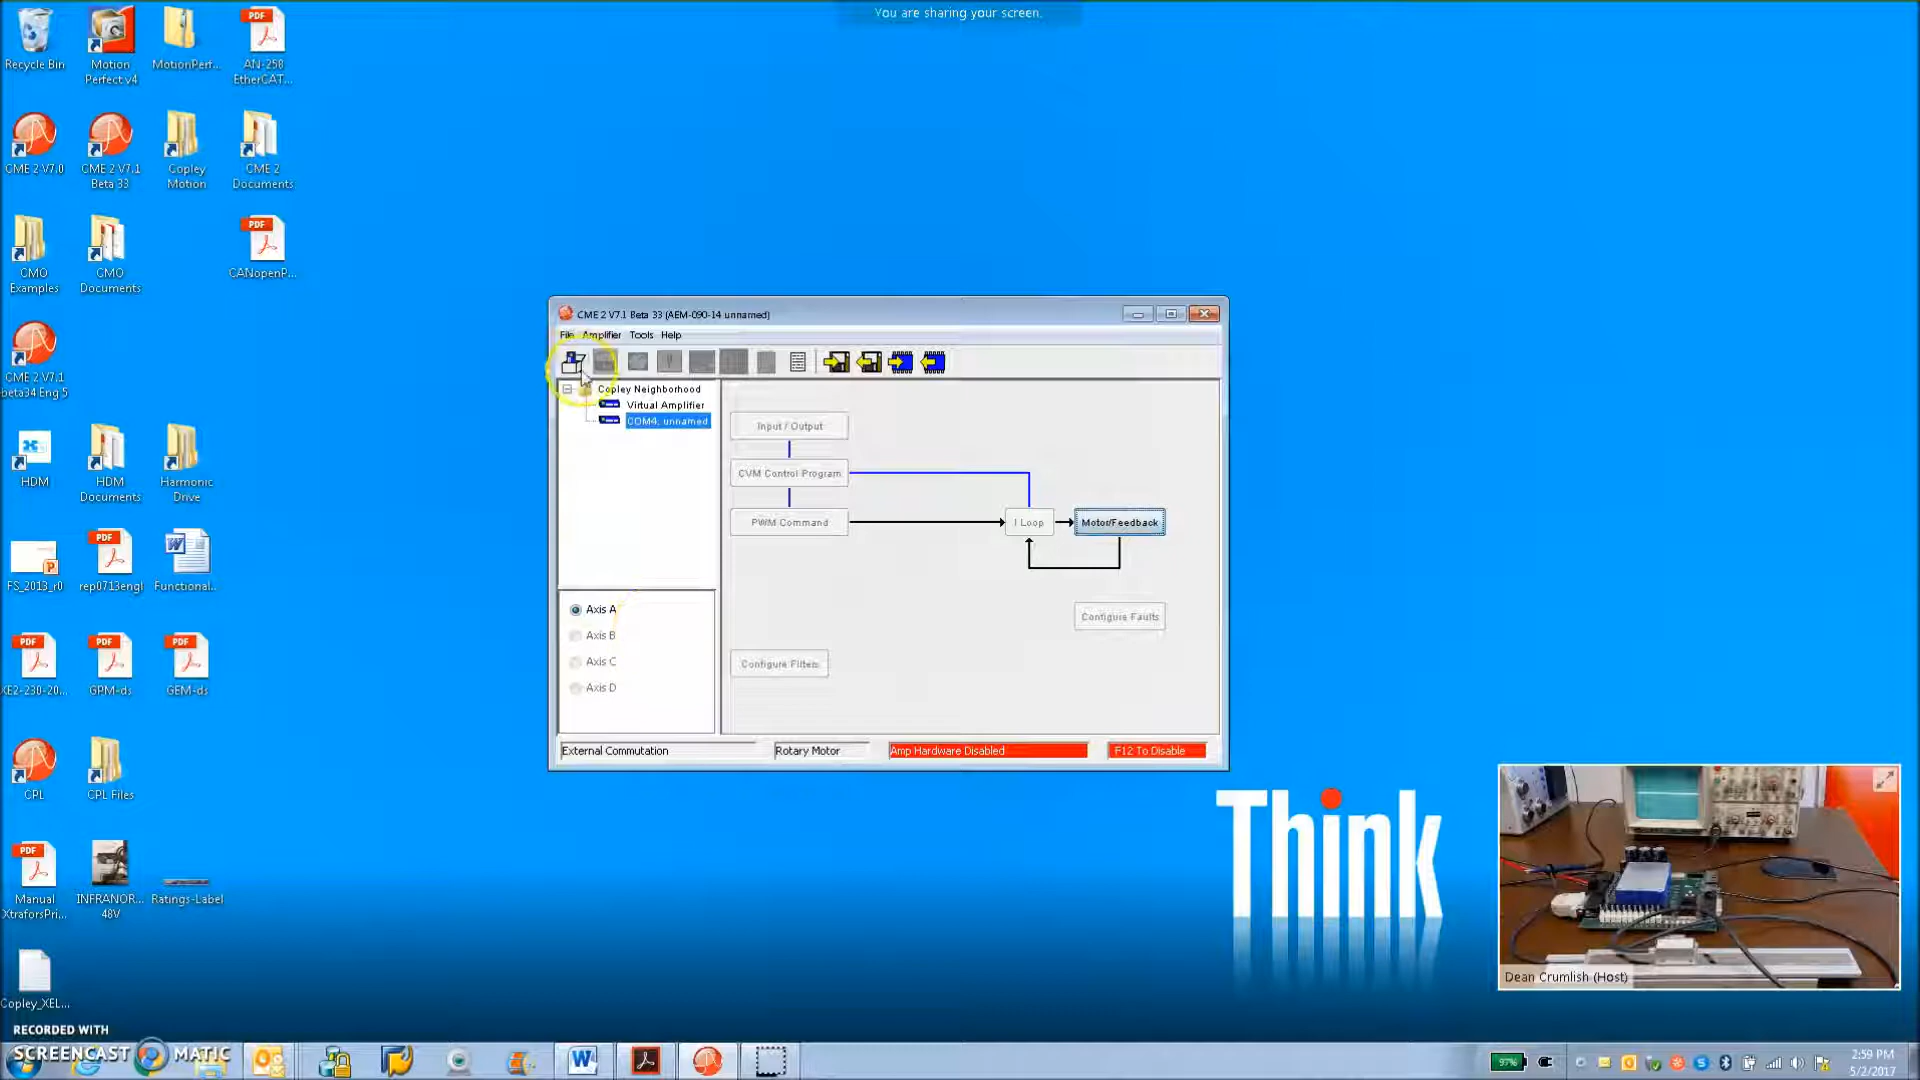 You are sharing your screen.
Recycle Bin
Motion
Perfect v4
MotionPerf...
PDF
AN-258
EtherCAT...
CME 2 V7.0
CME 2 V7.1
Beta 33
Copley
Motion
CME 2
Documents
CMO
Examples
CMO
Documents
PDF
CANopenP...
CME 2 V7.1
beta34 Eng 5
HDM
HDM
Documents
Harmonic
Drive
FS_2013_r0
PDF
rep0713engl
Functional...
PDF
XE2-230-20...
PDF
GPM-ds
PDF
GEM-ds
CPL
CPL Files
PDF
Manual
XtraforsPri...
INFRANOR...
48V
Ratings-Label
Copley_XEL...
CME 2 V7.1 Beta 33 (AEM-090-14 unnamed)
File Amplifier Tools Help
Copley Neighborhood
Virtual Amplifier
COM4: unnamed
Axis A
Axis B
Axis C
Axis D
Input / Output
CVM Control Program
PWM Command
I Loop
Motor/Feedback
Configure Faults
Configure Filters
External Commutation
Rotary Motor
Amp Hardware Disabled
F12 To Disable
Think
Dean Crumlish (Host)
RECORDED WITH
SCREENCAST MATIC
97%
2:59 PM
5/2/2017